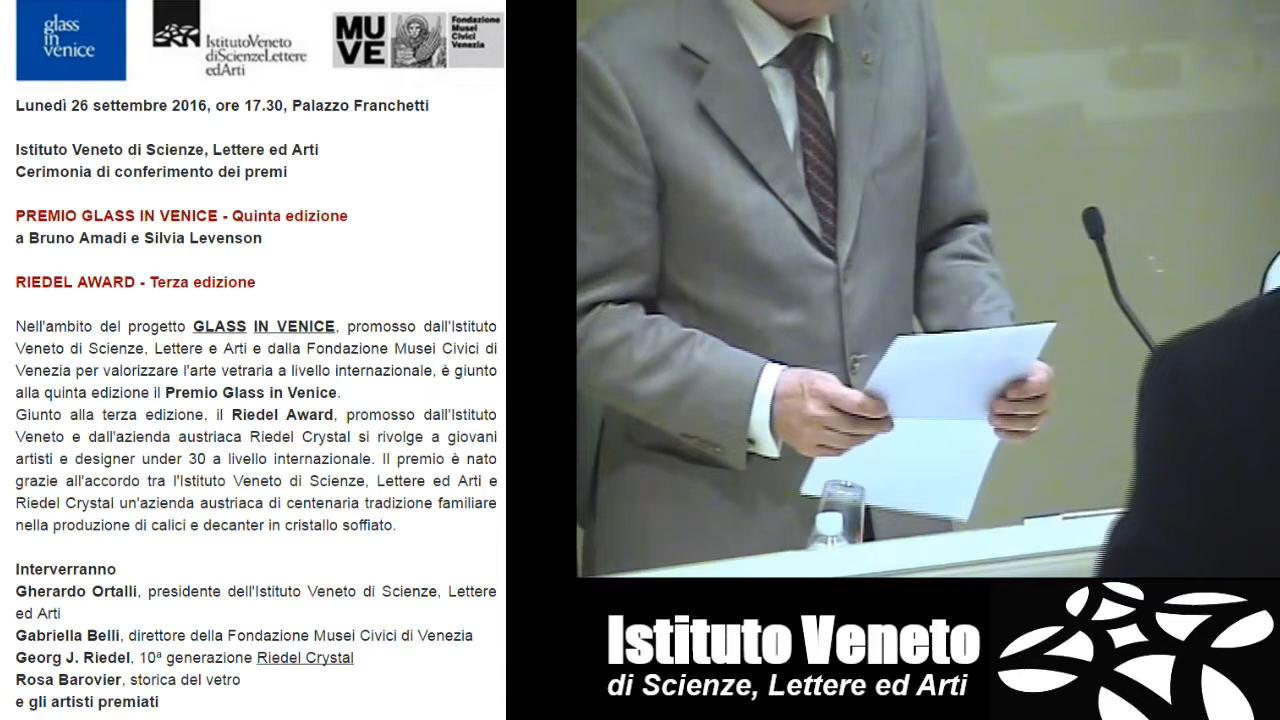 glass
in
venice
IstitutoVeneto
diScienzeLettere
edArti
MU
VE
Fondazione
Musei
Civici
Venezia
Lunedì 26 settembre 2016, ore 17.30, Palazzo Franchetti
Istituto Veneto di Scienze, Lettere ed Arti
Cerimonia di conferimento dei premi
PREMIO GLASS IN VENICE - Quinta edizione
a Bruno Amadi e Silvia Levenson
RIEDEL AWARD - Terza edizione
Nell'ambito del progetto GLASS IN VENICE, promosso dall'Istituto
Veneto di Scienze, Lettere e Arti e dalla Fondazione Musei Civici di
Venezia per valorizzare l'arte vetraria a livello internazionale, è giunto
alla quinta edizione il Premio Glass in Venice.
Giunto alla terza edizione, il Riedel Award, promosso dall'Istituto
Veneto e dall'azienda austriaca Riedel Crystal si rivolge a giovani
artisti e designer under 30 a livello internazionale. Il premio è nato
grazie all'accordo tra l'Istituto Veneto di Scienze, Lettere ed Arti e
Riedel Crystal un'azienda austriaca di centenaria tradizione familiare
nella produzione di calici e decanter in cristallo soffiato.
Interverranno
Gherardo Ortalli, presidente dell'Istituto Veneto di Scienze, Lettere
ed Arti
Gabriella Belli, direttore della Fondazione Musei Civici di Venezia
Georg J. Riedel, 10ª generazione Riedel Crystal
Rosa Barovier, storica del vetro
e gli artisti premiati
Istituto Veneto
di Scienze, Lettere ed Arti